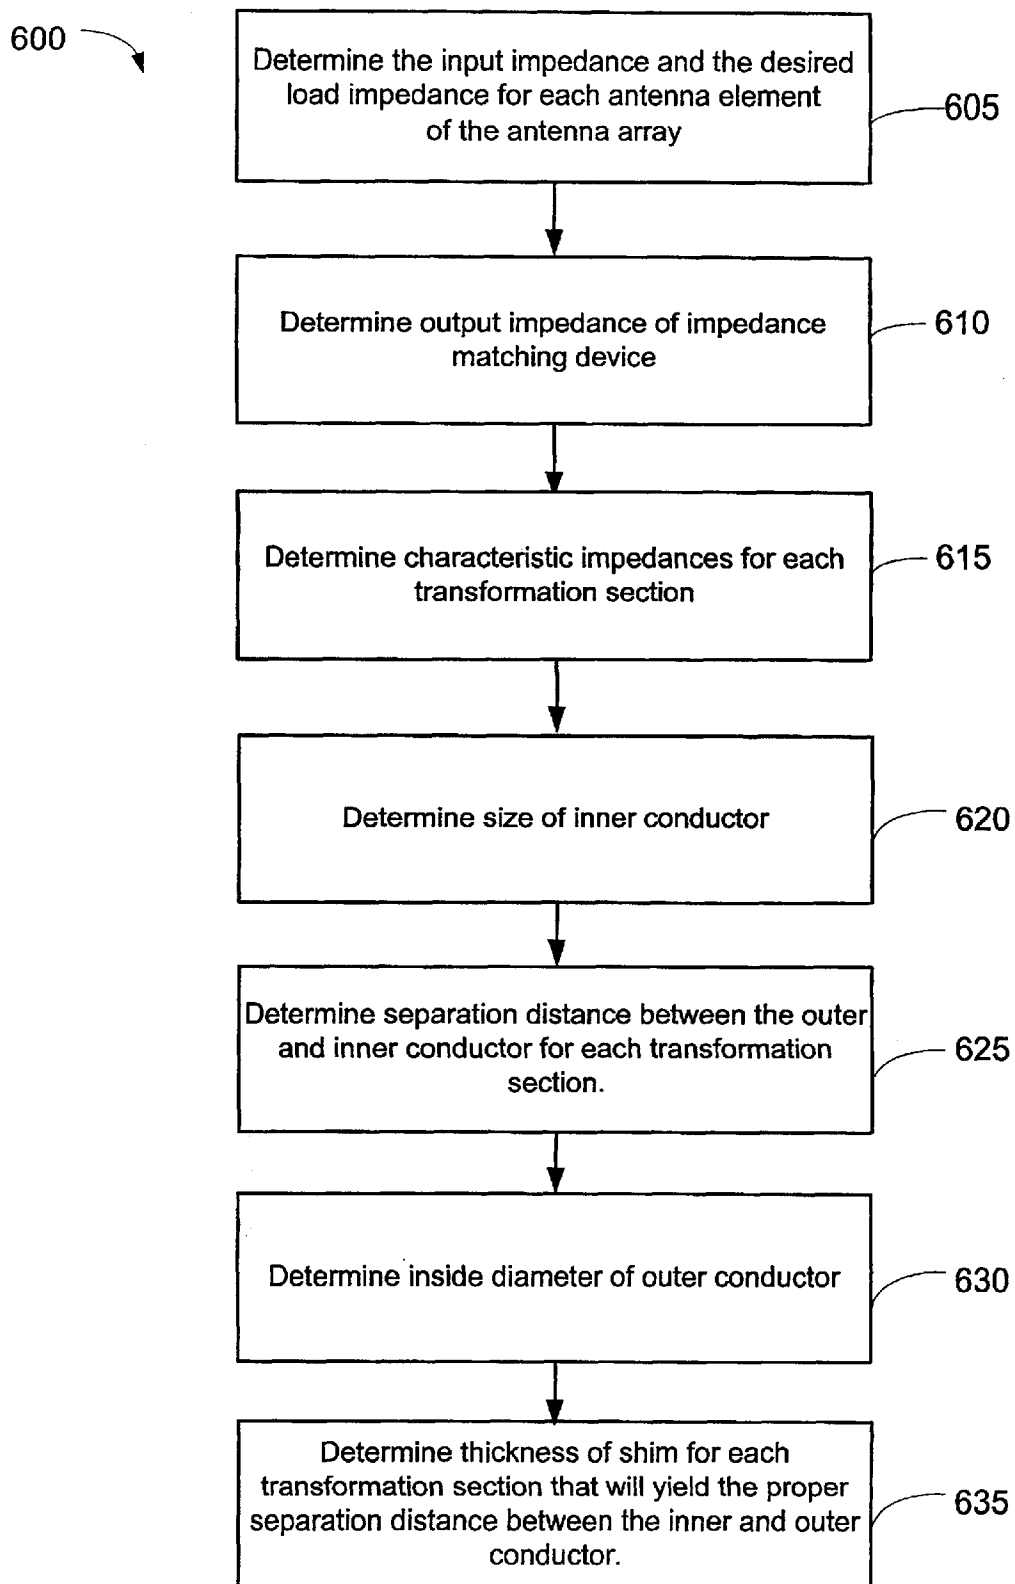 600
Determine the input impedance and the desired
load impedance for each antenna element
of the antenna array
605
Determine output impedance of impedance
matching device
610
Determine characteristic impedances for each
transformation section
615
Determine size of inner conductor
620
Determine separation distance between the outer
and inner conductor for each transformation
section.
625
Determine inside diameter of outer conductor
630
Determine thickness of shim for each
transformation section that will yield the proper
separation distance between the inner and outer
conductor.
635